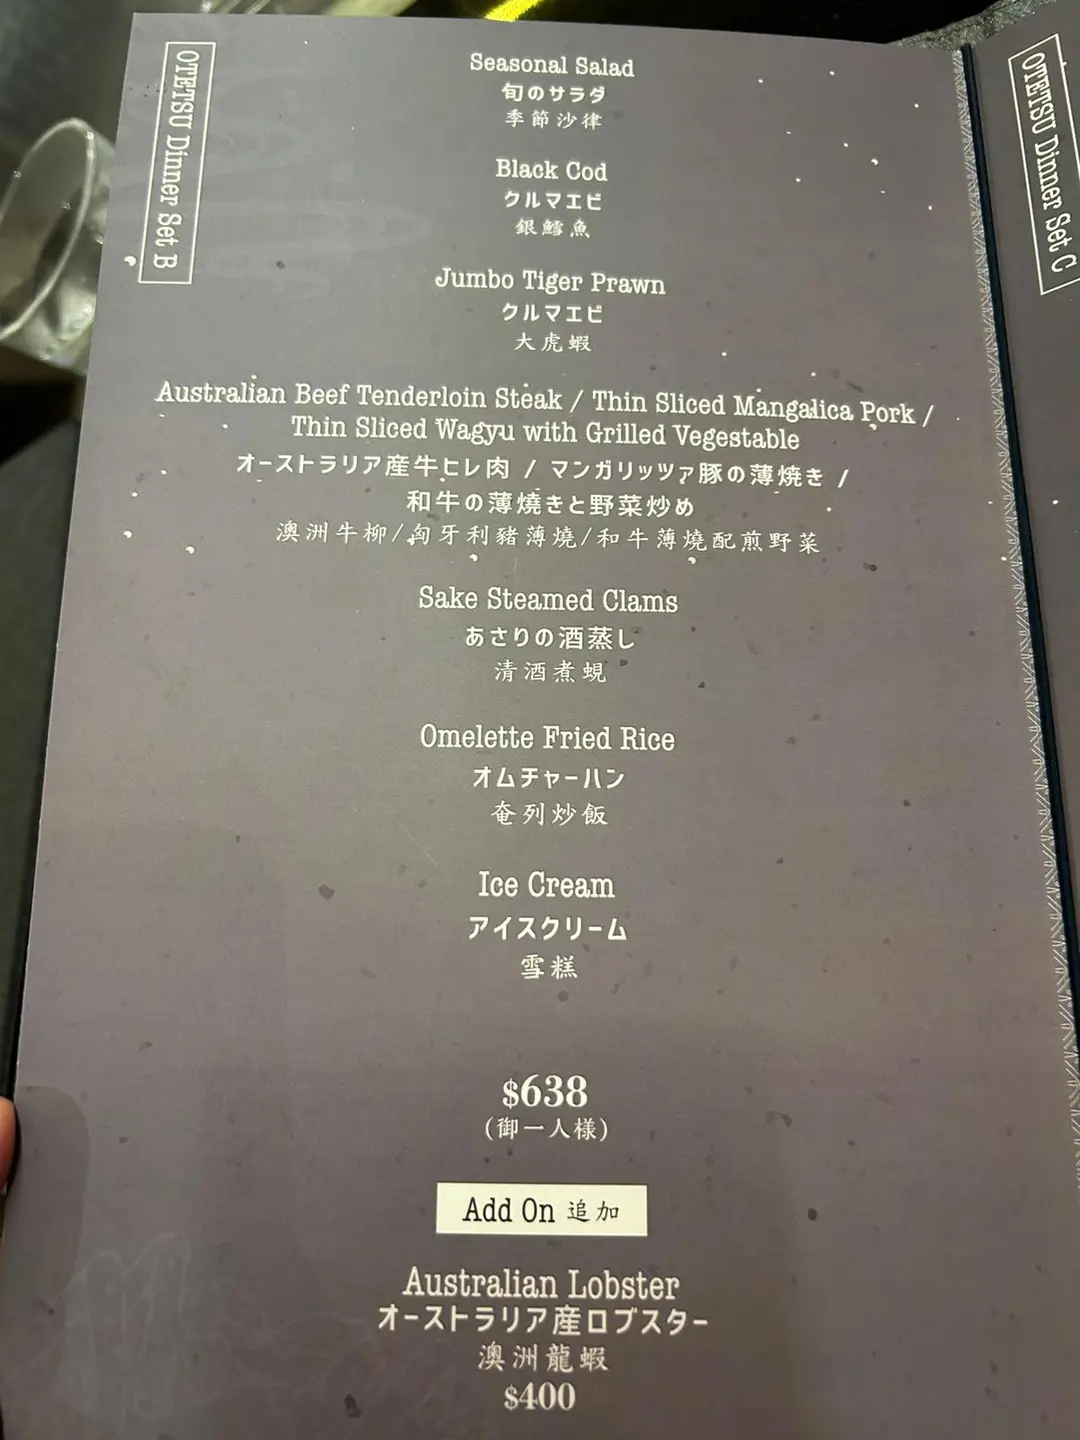 OTETSU Dinner Set B
Seasonal Salad
旬のサラダ
季節沙律
Black Cod
クルマエビ
銀鱈魚
Jumbo Tiger Prawn
クルマエビ
大虎蝦
Australian Beef Tenderloin Steak / Thin Sliced Mangalica Pork /
Thin Sliced Wagyu with Grilled Vegestable
オーストラリア産牛ヒレ肉 / マンガリッツァ豚の薄焼き /
和牛の薄燒きと野菜炒め
澳洲牛柳/匈牙利豬薄燒/和牛薄燒配煎野菜
Sake Steamed Clams
あさりの酒蒸し
清酒煮蜆
Omelette Fried Rice
オムチャーハン
奄列炒飯
Ice Cream
アイスクリーム
雪糕
$638
(御一人様)
Add On 追加
Australian Lobster
オーストラリア産ロブスター
澳洲龍蝦
$400
OTETSU Dinner Set C